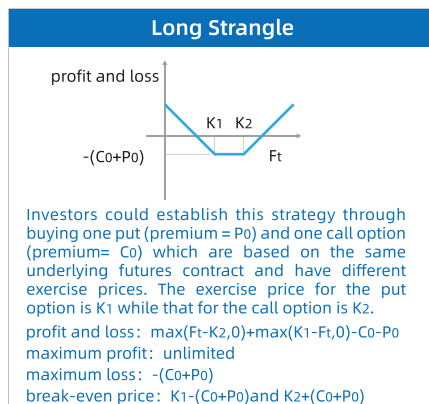 Long Strangle
profit and loss
K1 K2
-(C0+P0)
Ft
Investors could establish this strategy through
buying one put (premium = P0) and one call option
(premium= C0) which are based on the same
underlying futures contract and have different
exercise prices. The exercise price for the put
option is K1 while that for the call option is K2.
profit and loss: max(Ft-K2,0)+max(K1-Ft,0)-C0-P0
maximum profit: unlimited
maximum loss: -(C0+P0)
break-even price: K1-(C0+P0)and K2+(C0+P0)